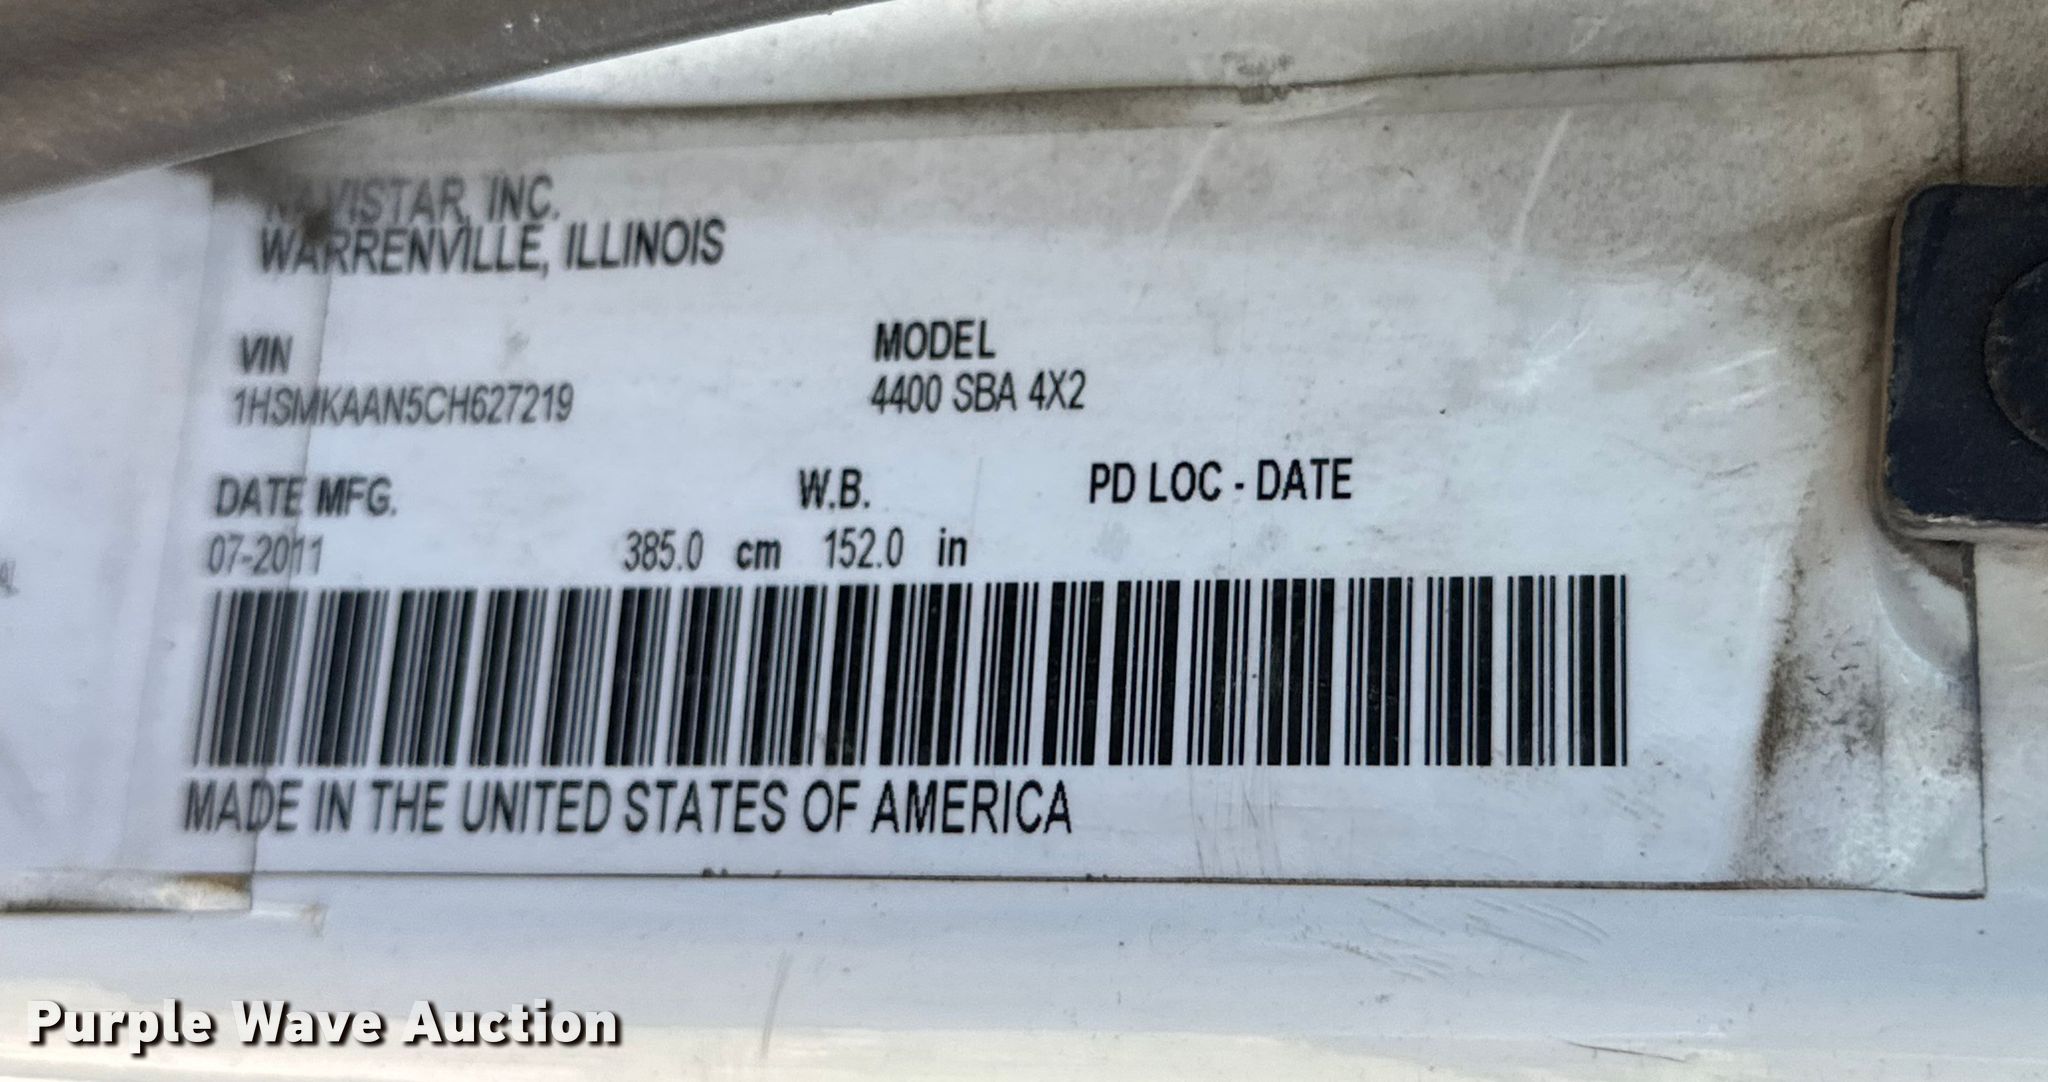 NAVISTAR, INC.
WARRENVILLE, ILLINOIS
VIN MODEL
1HSMKAAN5CH627219 4400 SBA 4X2
DATE MFG. W.B. PD LOC - DATE
07-2011 385.0 cm 152.0 in
MADE IN THE UNITED STATES OF AMERICA
Purple Wave Auction